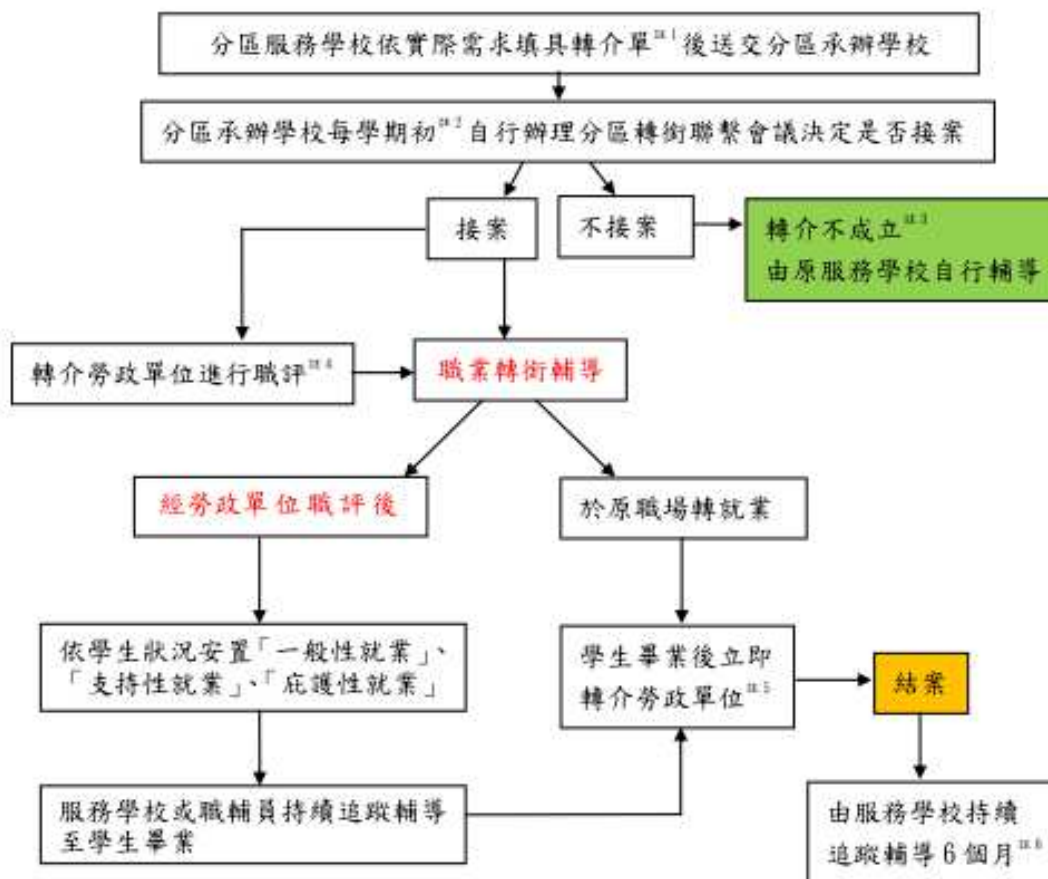 分區服務學校依實際需求填具轉介單註1後送交分區承辦學校
分區承辦學校每學期初註2自行辦理分區轉銜聯繫會議決定是否接案
接案
不接案
轉介不成立註3
由原服務學校自行輔導
轉介勞政單位進行職評註4
職業轉銜輔導
經勞政單位職評後
於原職場轉就業
依學生狀況安置「一般性就業」、
「支持性就業」、「庇護性就業」
學生畢業後立即
轉介勞政單位註5
結案
服務學校或職輔員持續追蹤輔導
至學生畢業
由服務學校持續
追蹤輔導6個月註6